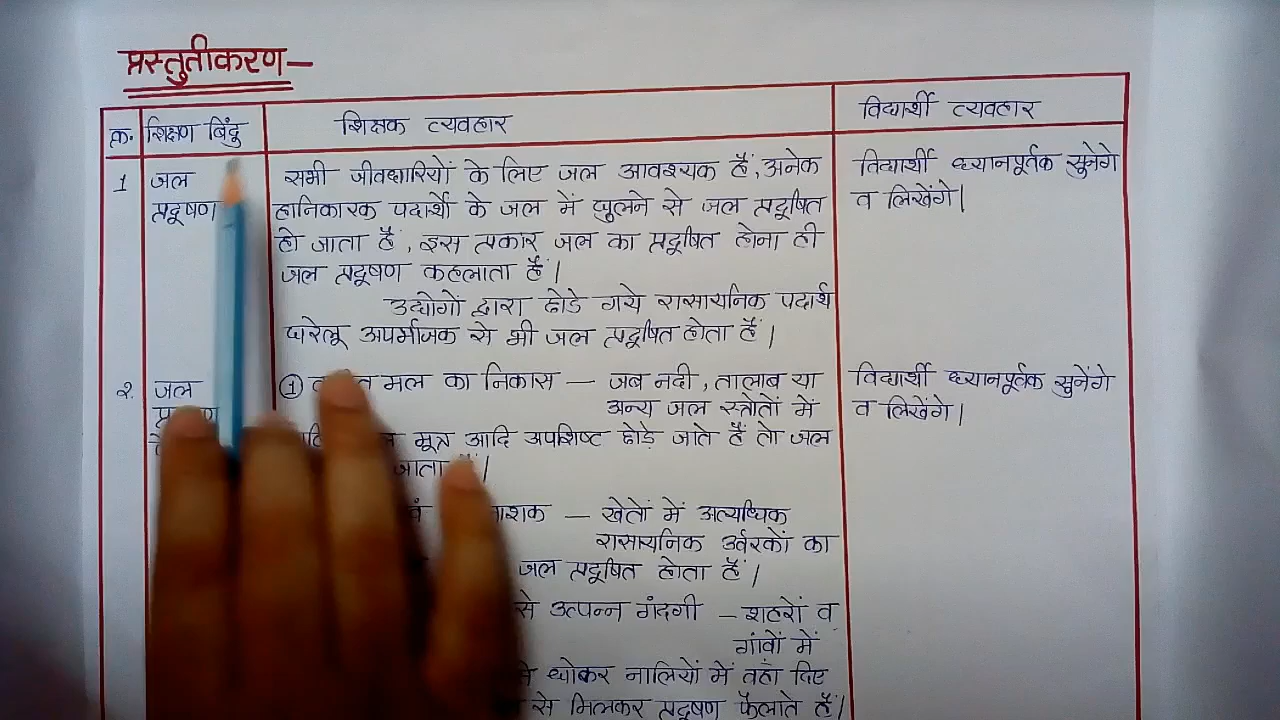 प्रस्तुतीकरण–
क्र. शिक्षण बिंदु शिक्षक व्यवहार विद्यार्थी व्यवहार
1 जल प्रदूषण
सभी जीवधारियों के लिए जल आवश्यक हैं, अनेक
हानिकारक पदार्थो के जल में घुलने से जल प्रदूषित
हो जाता हैं, इस प्रकार जल का प्रदूषित होना ही
जल प्रदूषण कहलाता हैं।
उद्योगों द्वारा छोडे गये रासायनिक पदार्थ
घरेलू अपर्माजक से भी जल प्रदूषित होता हैं।
विद्यार्थी ध्यानपूर्वक सुनेगे
व लिखेंगे।
2. जल
① मल का निकास – जब नदी, तालाब या
अन्य जल स्त्रोतों में
मूत्र आदि अपशिष्ट छोड़े जाते हैं तो जल
जाता हैं।
– खेतों में अत्यधिक
रासायनिक उर्वरकों का
जल प्रदूषित होता हैं।
से उत्पन्न गंदगी – शहरों व
गांवों में
धोकर नालियों में वहा दिए
से मिलकर प्रदूषण फैलाते हैं।
विद्यार्थी ध्यानपूर्वक सुनेंगे
व लिखेंगे।